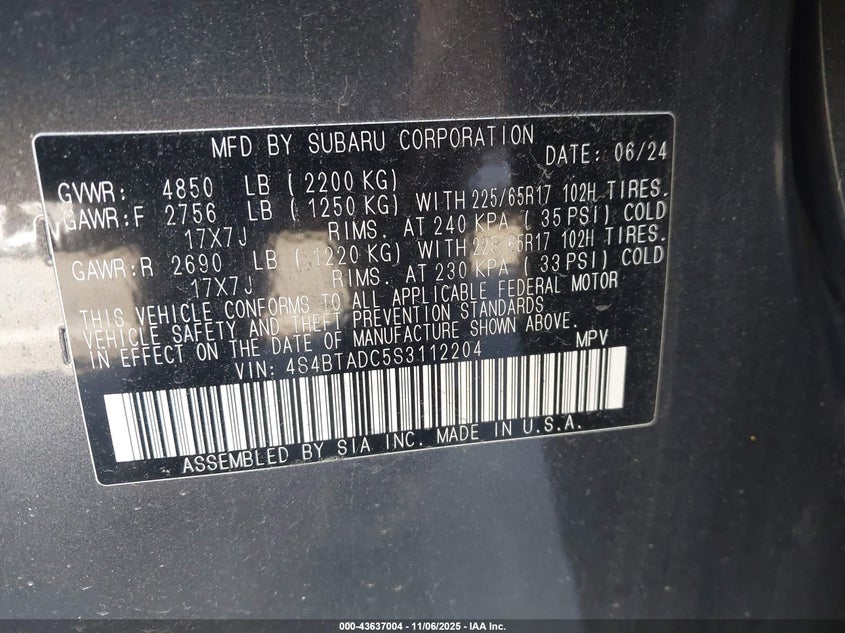 MFD BY SUBARU CORPORATION DATE: 06/24
GVWR: 4850 LB (2200 KG)
GAWR:F 2756 LB (1250 KG) WITH 225/65R17 102H TIRES.
17X7J RIMS. AT 240 KPA (35 PSI) COLD
GAWR:R 2690 LB (1220 KG) WITH 225/65R17 102H TIRES.
17X7J RIMS. AT 230 KPA (33 PSI) COLD
THIS VEHICLE CONFORMS TO ALL APPLICABLE FEDERAL MOTOR
VEHICLE SAFETY AND THEFT PREVENTION STANDARDS
IN EFFECT ON THE DATE OF MANUFACTURE SHOWN ABOVE.
VIN: 4S4BTADC5S3112204 MPV
ASSEMBLED BY SIA INC. MADE IN U.S.A.
000-43637004 - 11/06/2025 - IAA Inc.